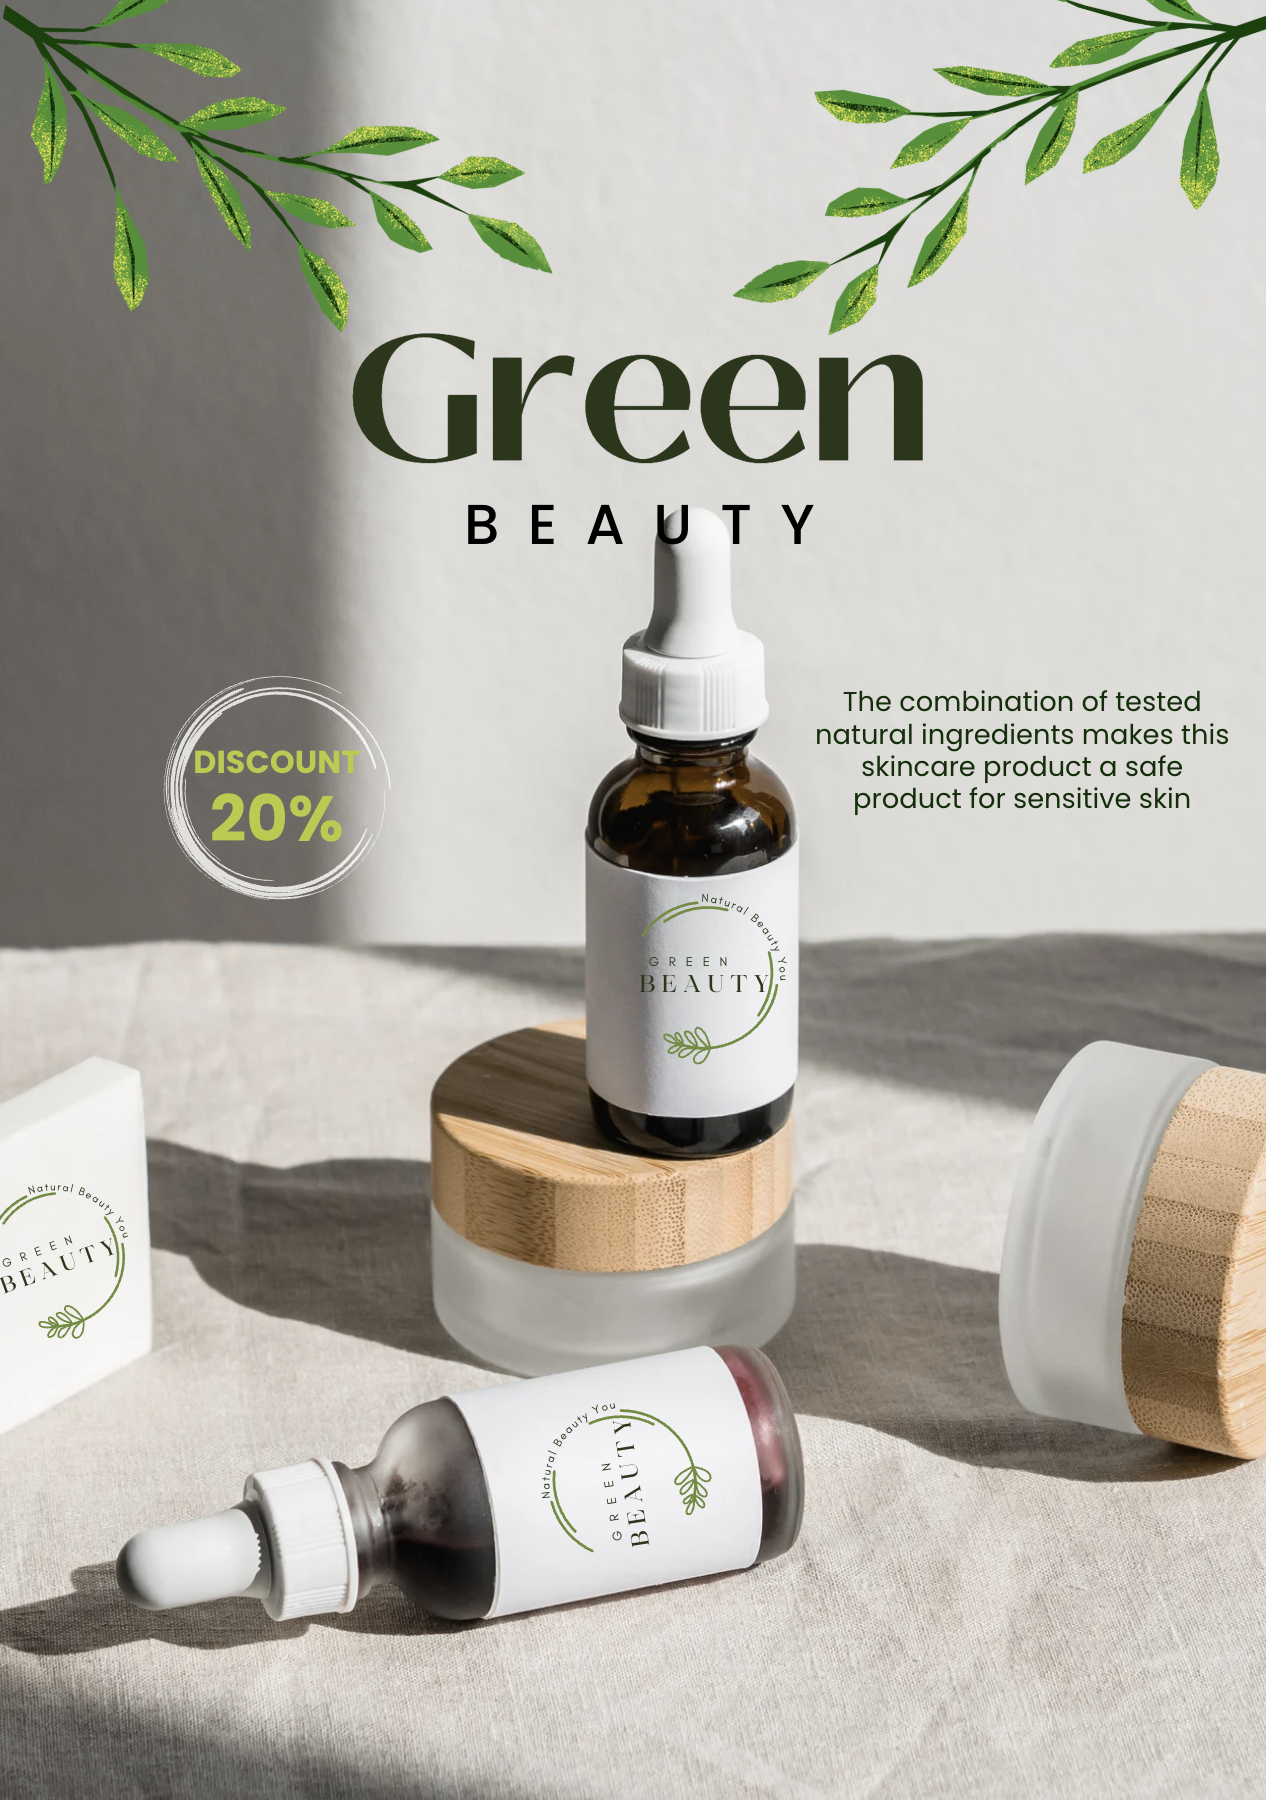 Green
BEAUTY
DISCOUNT
20%
The combination of tested
natural ingredients makes this
skincare product a safe
product for sensitive skin
Natural Beauty You
GREEN
BEAUTY
Natural Beauty You
GREEN
BEAUTY
Natural Beauty You
GREEN
BEAUTY